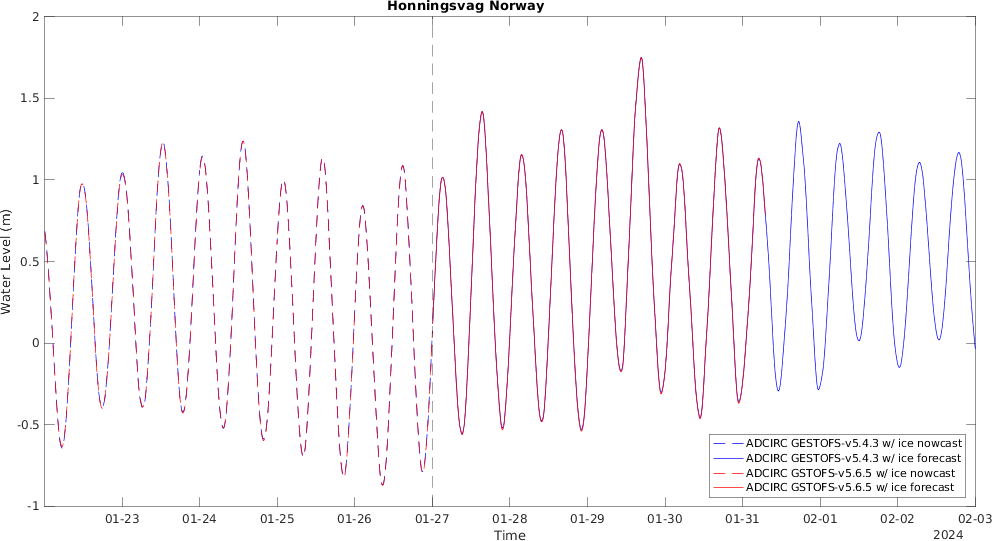 Honningsvag Norway
2
1.5
1
0.5
0
-0.5
-1
Water Level (m)
01-23 01-24 01-25 01-26 01-27 01-28 01-29 01-30 01-31 02-01 02-02 02-03
Time
2024
ADCIRC GESTOFS-v5.4.3 w/ ice nowcast
ADCIRC GESTOFS-v5.4.3 w/ ice forecast
ADCIRC GSTOFS-v5.6.5 w/ ice nowcast
ADCIRC GSTOFS-v5.6.5 w/ ice forecast